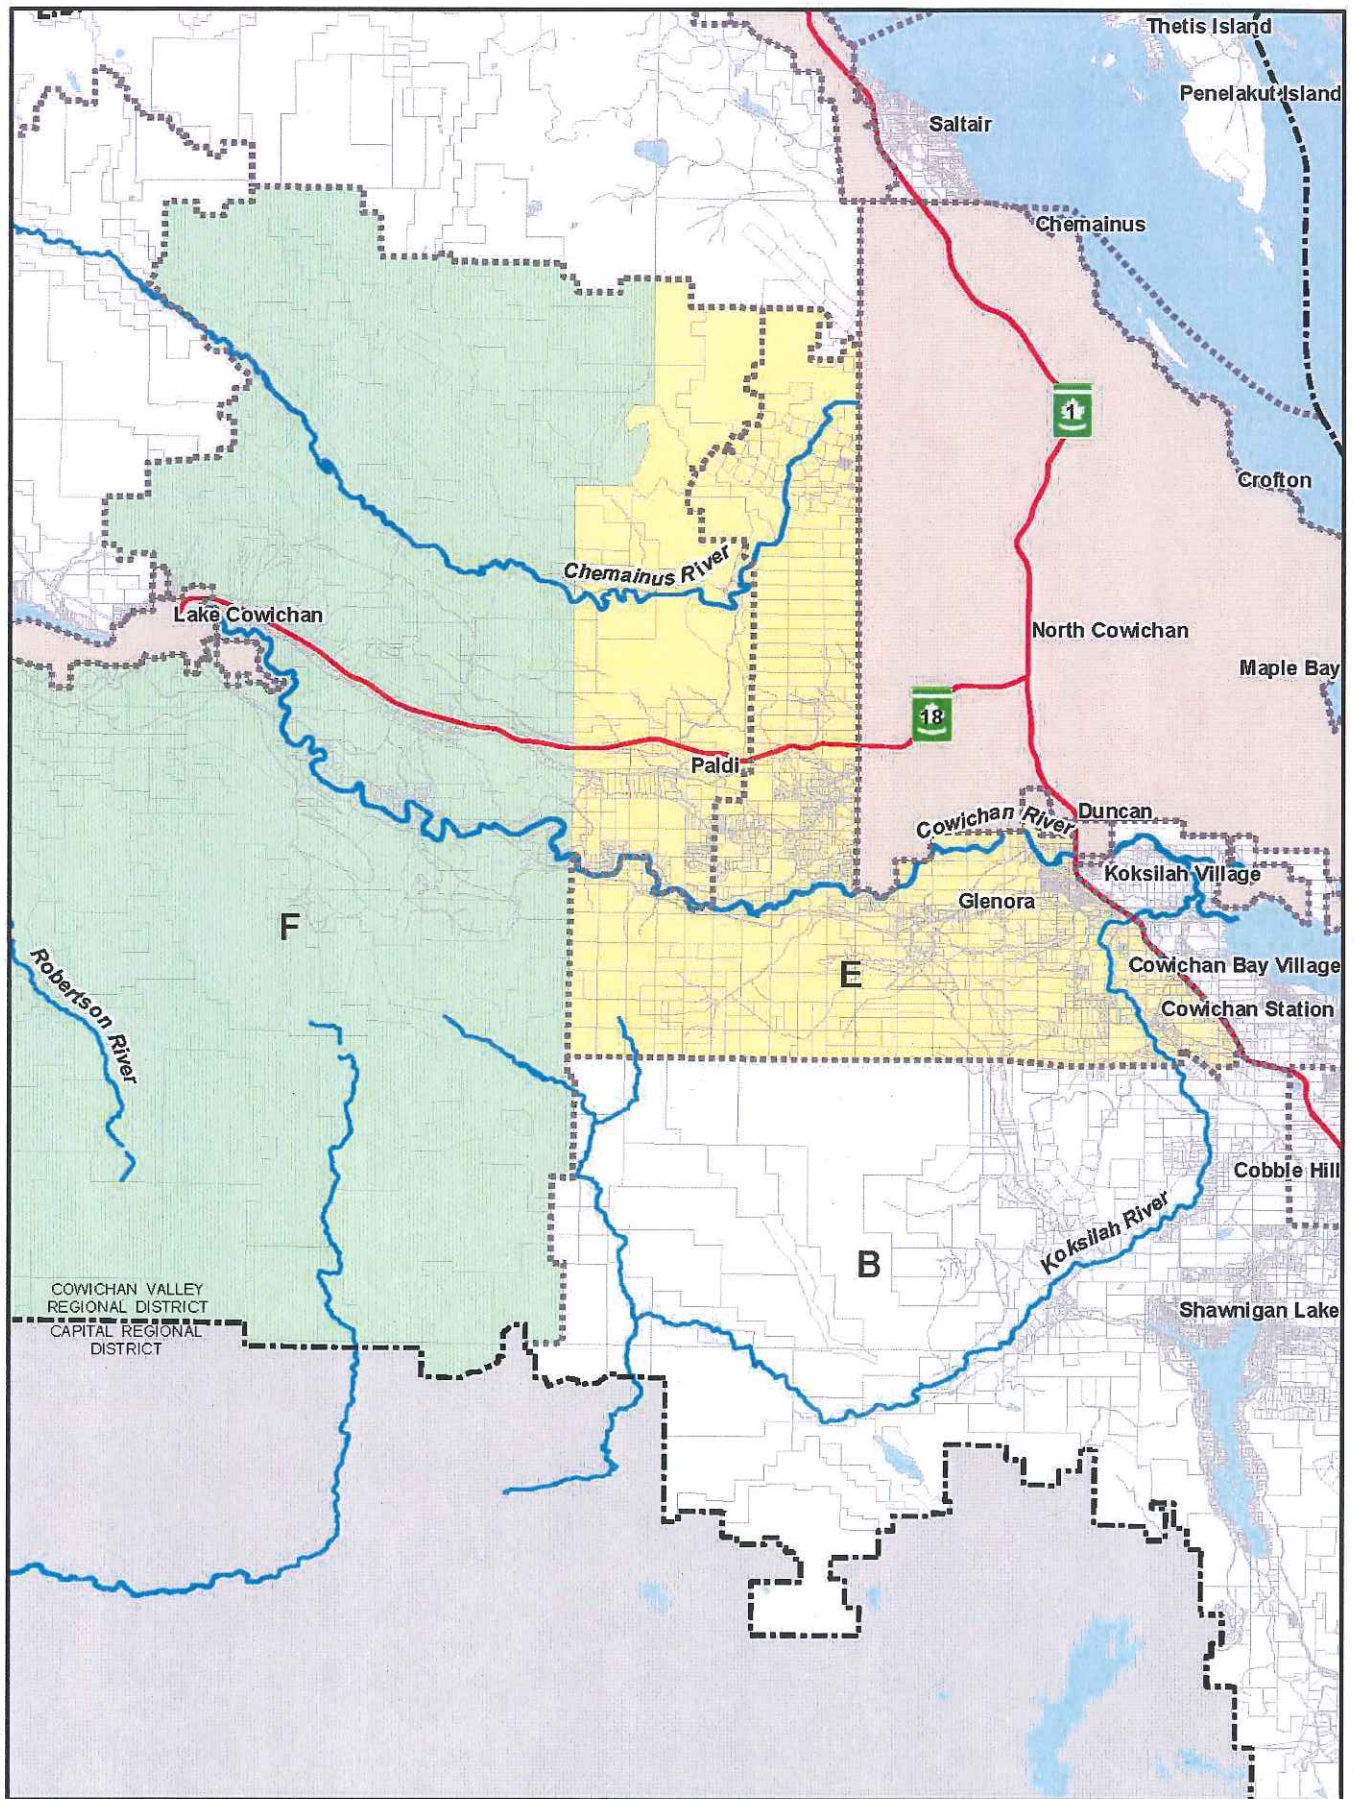 Thetis Island
Penelakut Island
Saltair
Chemainus
1
Crofton
Chemainus River
Lake Cowichan
North Cowichan
Maple Bay
18
Paldi
Duncan
Cowichan River
Koksilah Village
Glenora
F
Robertson River
E
Cowichan Bay Village
Cowichan Station
Cobble Hill
Koksilah River
B
COWICHAN VALLEY
REGIONAL DISTRICT
CAPITAL REGIONAL
DISTRICT
Shawnigan Lake